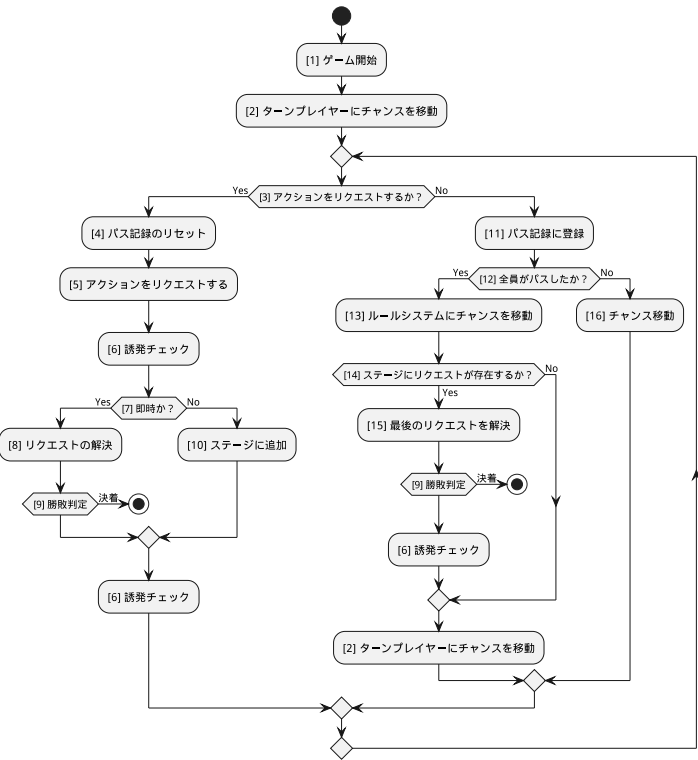 [1] ゲーム開始
[2] ターンプレイヤーにチャンスを移動
[3] アクションをリクエストするか？
Yes
No
[4] パス記録のリセット
[5] アクションをリクエストする
[6] 誘発チェック
[7] 即時か？
Yes
No
[8] リクエストの解決
[10] ステージに追加
[9] 勝敗判定
決着
[6] 誘発チェック
[11] パス記録に登録
[12] 全員がパスしたか？
Yes
No
[13] ルールシステムにチャンスを移動
[16] チャンス移動
[14] ステージにリクエストが存在するか？
No
Yes
[15] 最後のリクエストを解決
[9] 勝敗判定
決着
[6] 誘発チェック
[2] ターンプレイヤーにチャンスを移動